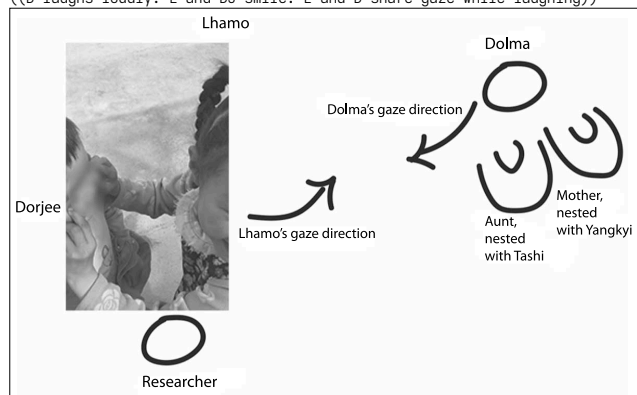 ((D laughs loudly. L and Do smile. L and D share gaze while laughing))
Lhamo
Dolma
Dolma's gaze direction
Dorjee
Lhamo's gaze direction
Aunt,
nested
with Tashi
Mother,
nested
with Yangkyi
Researcher